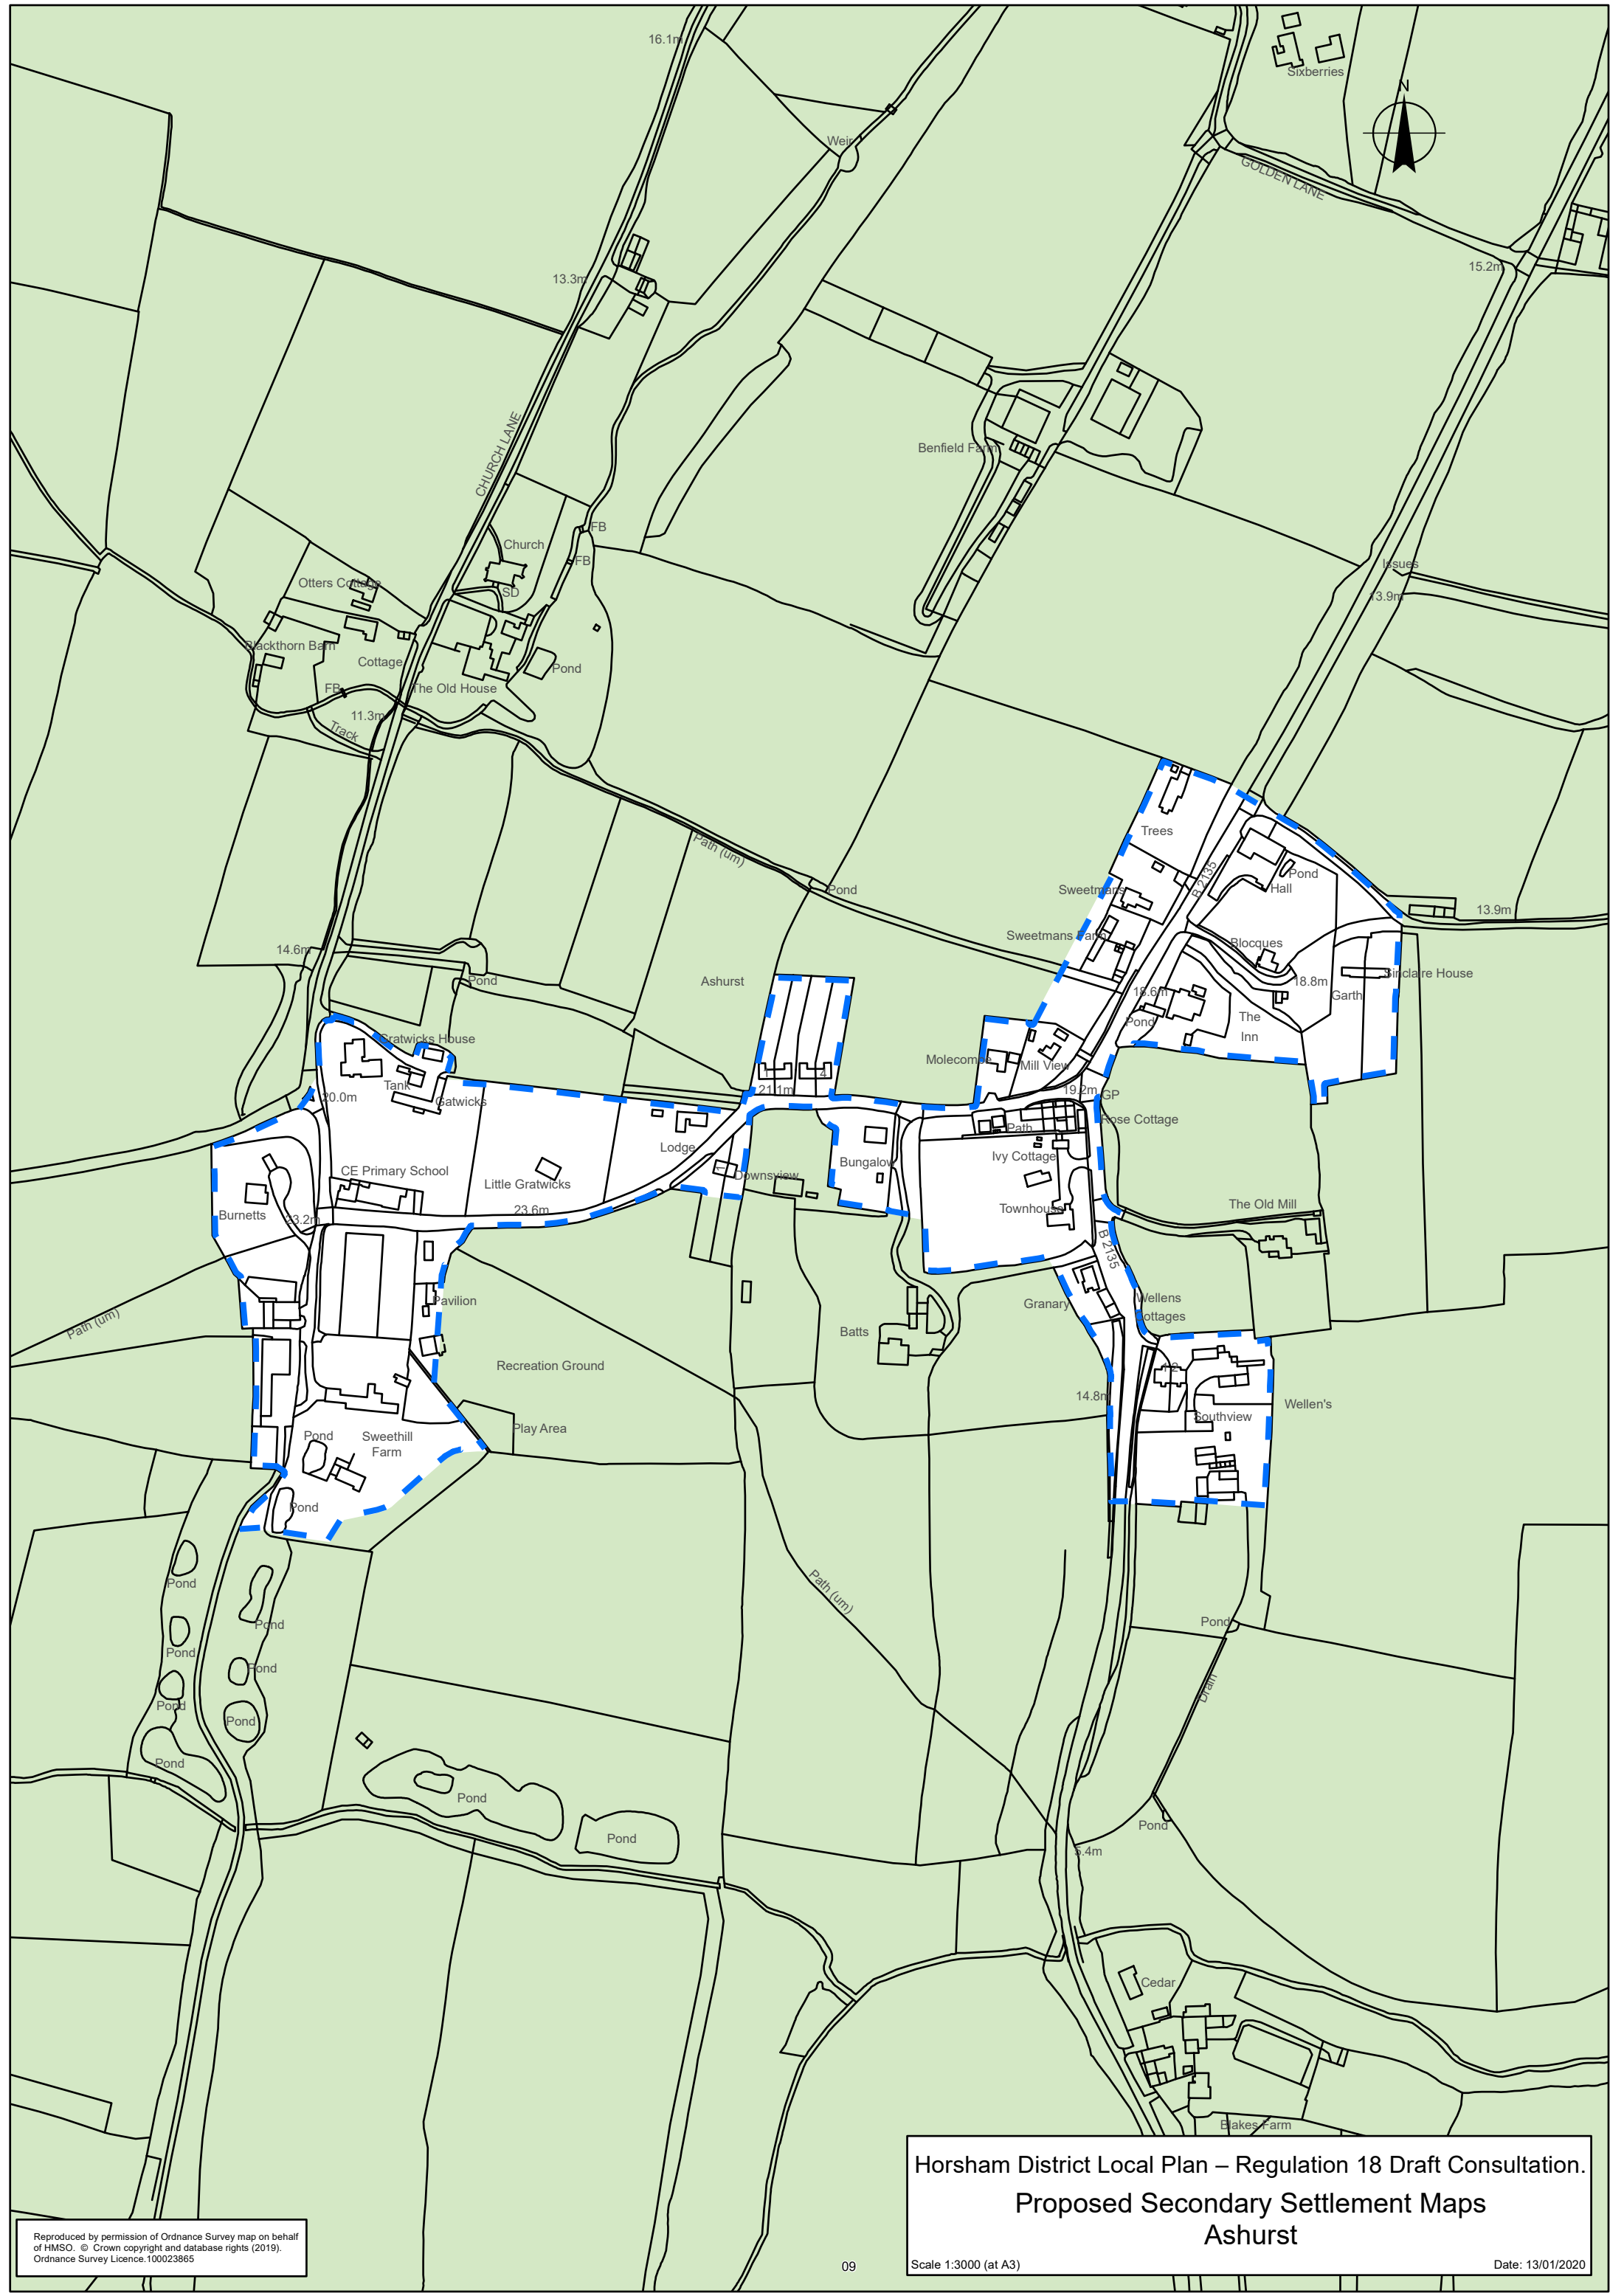 16.1m
Sixberries
N
Weir
GOLDEN LANE
15.2m
13.3m
CHURCH LANE
Benfield Farm
FB
Church
FB
Issues
Otters Cottage
SD
13.9m
Blackthorn Barn
Cottage
Pond
FB
The Old House
11.3m
Track
Trees
Path (um)
B 2135
Pond
Hall
Pond
Sweetmans
13.9m
Sweetmans Farm
Blocques
14.6m
Pond
Ashurst
Sinclaire House
18.8m
18.6m
Garth
The
Inn
Pond
Gratwicks House
Molecombe
Mill View
1
4
Tank
21.1m
19.2m
GP
20.0m
Gatwicks
Rose Cottage
Path
Lodge
Ivy Cottage
Bungalow
CE Primary School
1
Downsview
Little Gratwicks
The Old Mill
Burnetts
23.2m
23.6m
Townhouse
B 2135
Pavilion
Granary
Wellens
Cottages
Path (um)
Batts
Recreation Ground
1 2
14.8m
Wellen's
Southview
Play Area
Pond
Sweethill
Farm
Pond
Pond
Path (um)
Pond
Pond
Pond
Pond
Drain
Pond
Pond
Pond
Pond
Pond
Pond
5.4m
Cedar
Blakes Farm
Horsham District Local Plan – Regulation 18 Draft Consultation.
Proposed Secondary Settlement Maps
Ashurst
Scale 1:3000 (at A3)
Date: 13/01/2020
Reproduced by permission of Ordnance Survey map on behalf
of HMSO. © Crown copyright and database rights (2019).
Ordnance Survey Licence.100023865
09